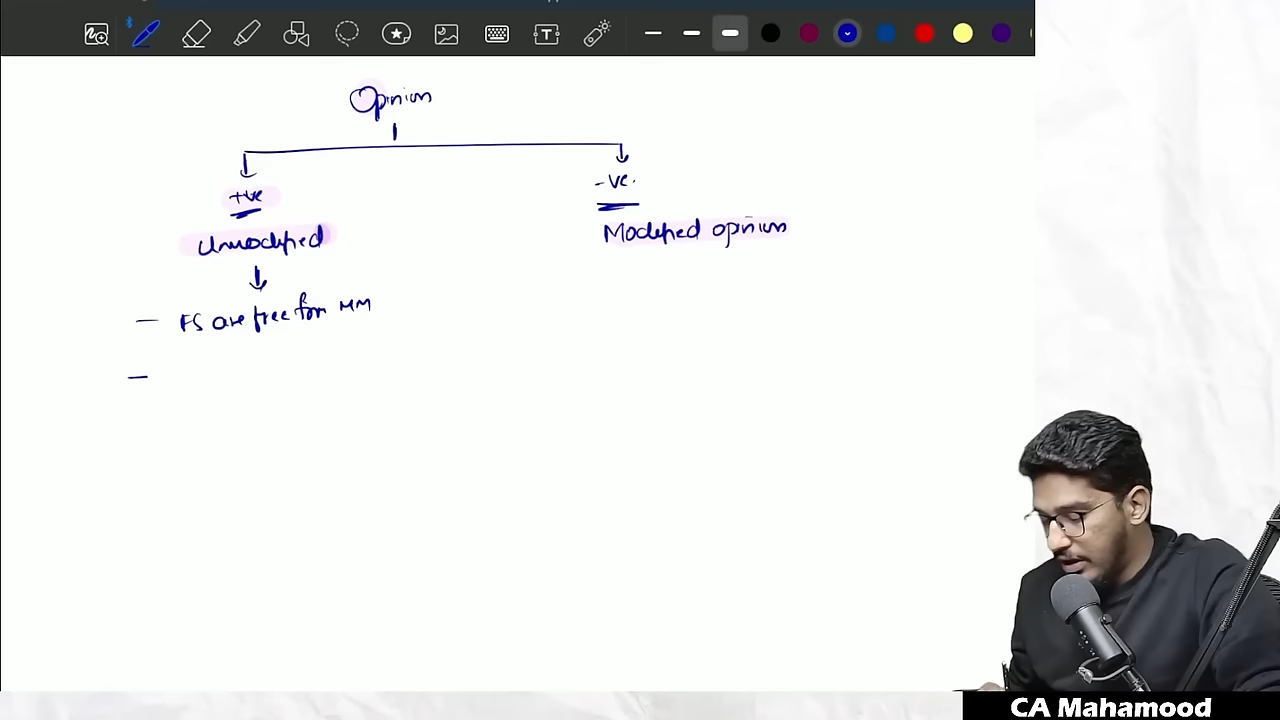 Opinion
+ve
-ve.
Unmodified
Modified opinion
— FS are free from MM
—
CA Mahamood